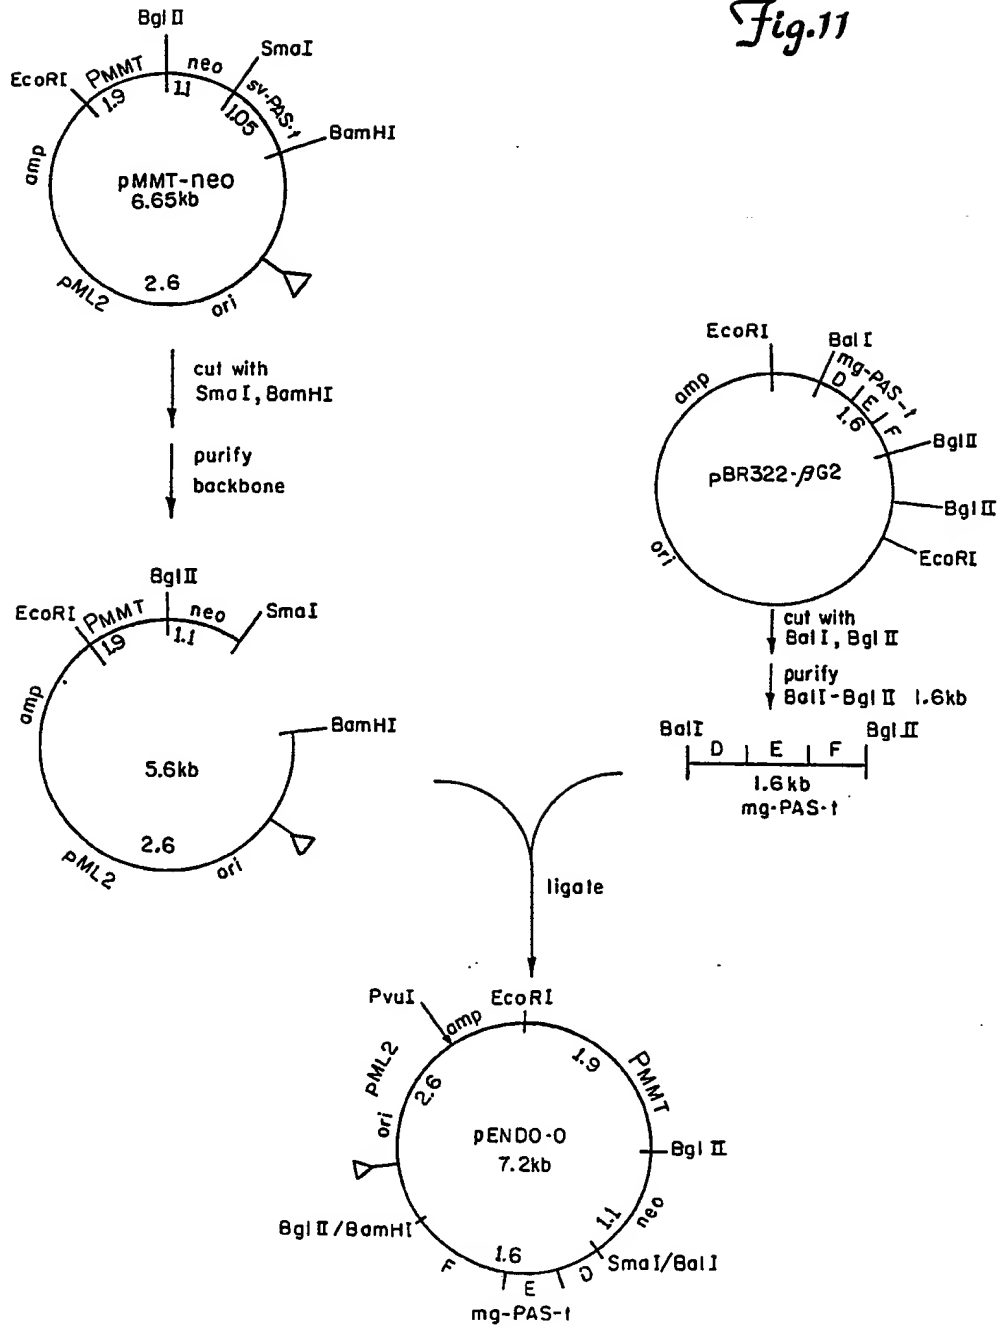 Fig.11
Bgl II
neo
SmaI
EcoRI
PMMT
1.9
1.1
sv-PAS-t
1.05
BamHI
amp
pMMT-neo
6.65kb
2.6
pML2
ori
cut with
SmaI, BamHI
purify
backbone
EcoRI
BalI
mg-PAS-t
D
E
F
1.6
amp
BglII
pBR322-βG2
BglII
EcoRI
ori
cut with
BalI, BglII
purify
BalI-BglII 1.6kb
BalI
BglII
D E F
1.6kb
mg-PAS-t
BglII
EcoRI
PMMT
neo
SmaI
1.9
1.1
amp
BamHI
5.6kb
2.6
pML2
ori
ligate
PvuI
EcoRI
amp
1.9
PMMT
pML2
2.6
ori
pENDO-O
7.2kb
BglII
neo
1.1
BglII/BamHI
SmaI/BalI
1.6
F
E
D
mg-PAS-t